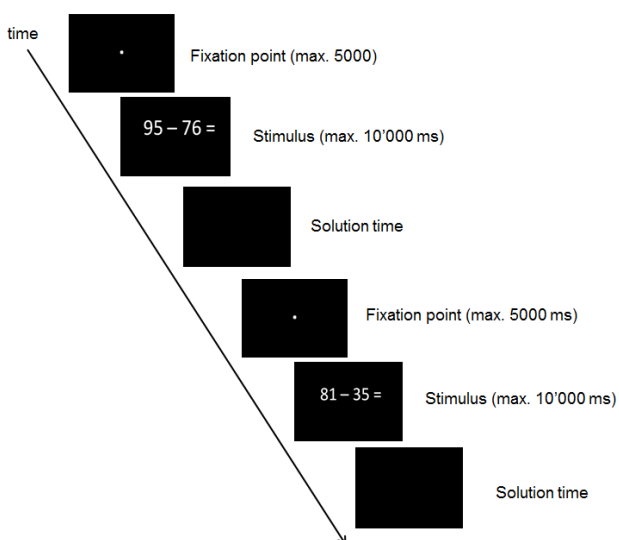 time
Fixation point (max. 5000)
95 – 76 =
Stimulus (max. 10’000 ms)
Solution time
Fixation point (max. 5000 ms)
81 – 35 =
Stimulus (max. 10’000 ms)
Solution time